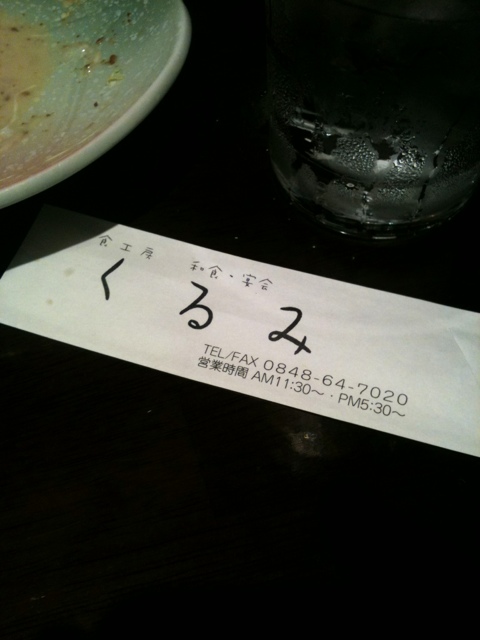 食工房 和食・宴会
くるみ
TEL/FAX 0848-64-7020
営業時間 AM11:30～・PM5:30～